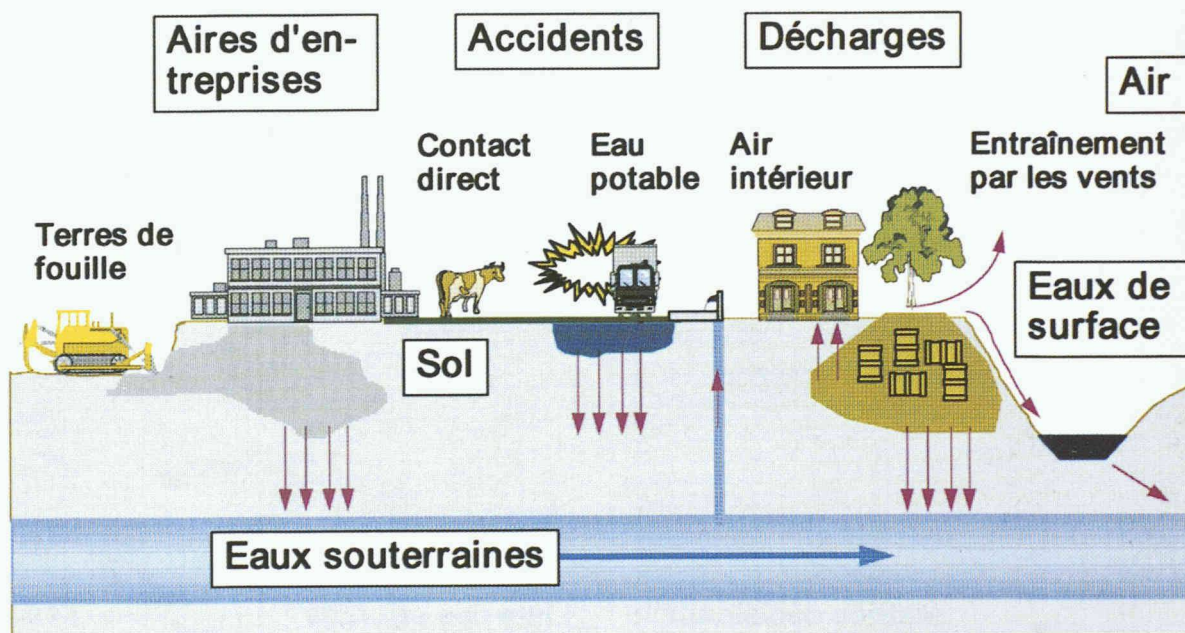 Aires d'en-
treprises
Accidents
Décharges
Air
Contact
direct
Eau
potable
Air
intérieur
Entraînement
par les vents
Terres de
fouille
Eaux de
surface
Sol
Eaux souterraines